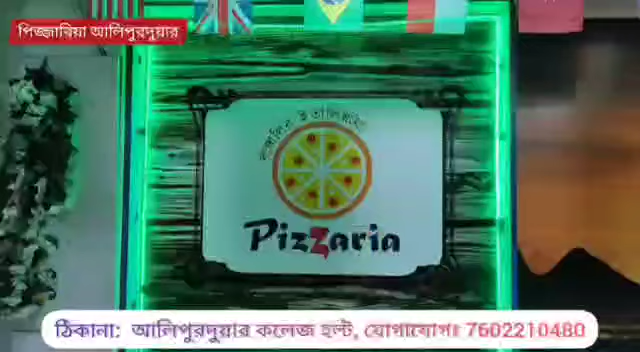 পিজ্জারিয়া আলিপুরদুয়ার
Pizzaria
ঠিকানা: আলিপুরদুয়ার কলেজ হল্ট, যোগাযোগঃ 7602210480